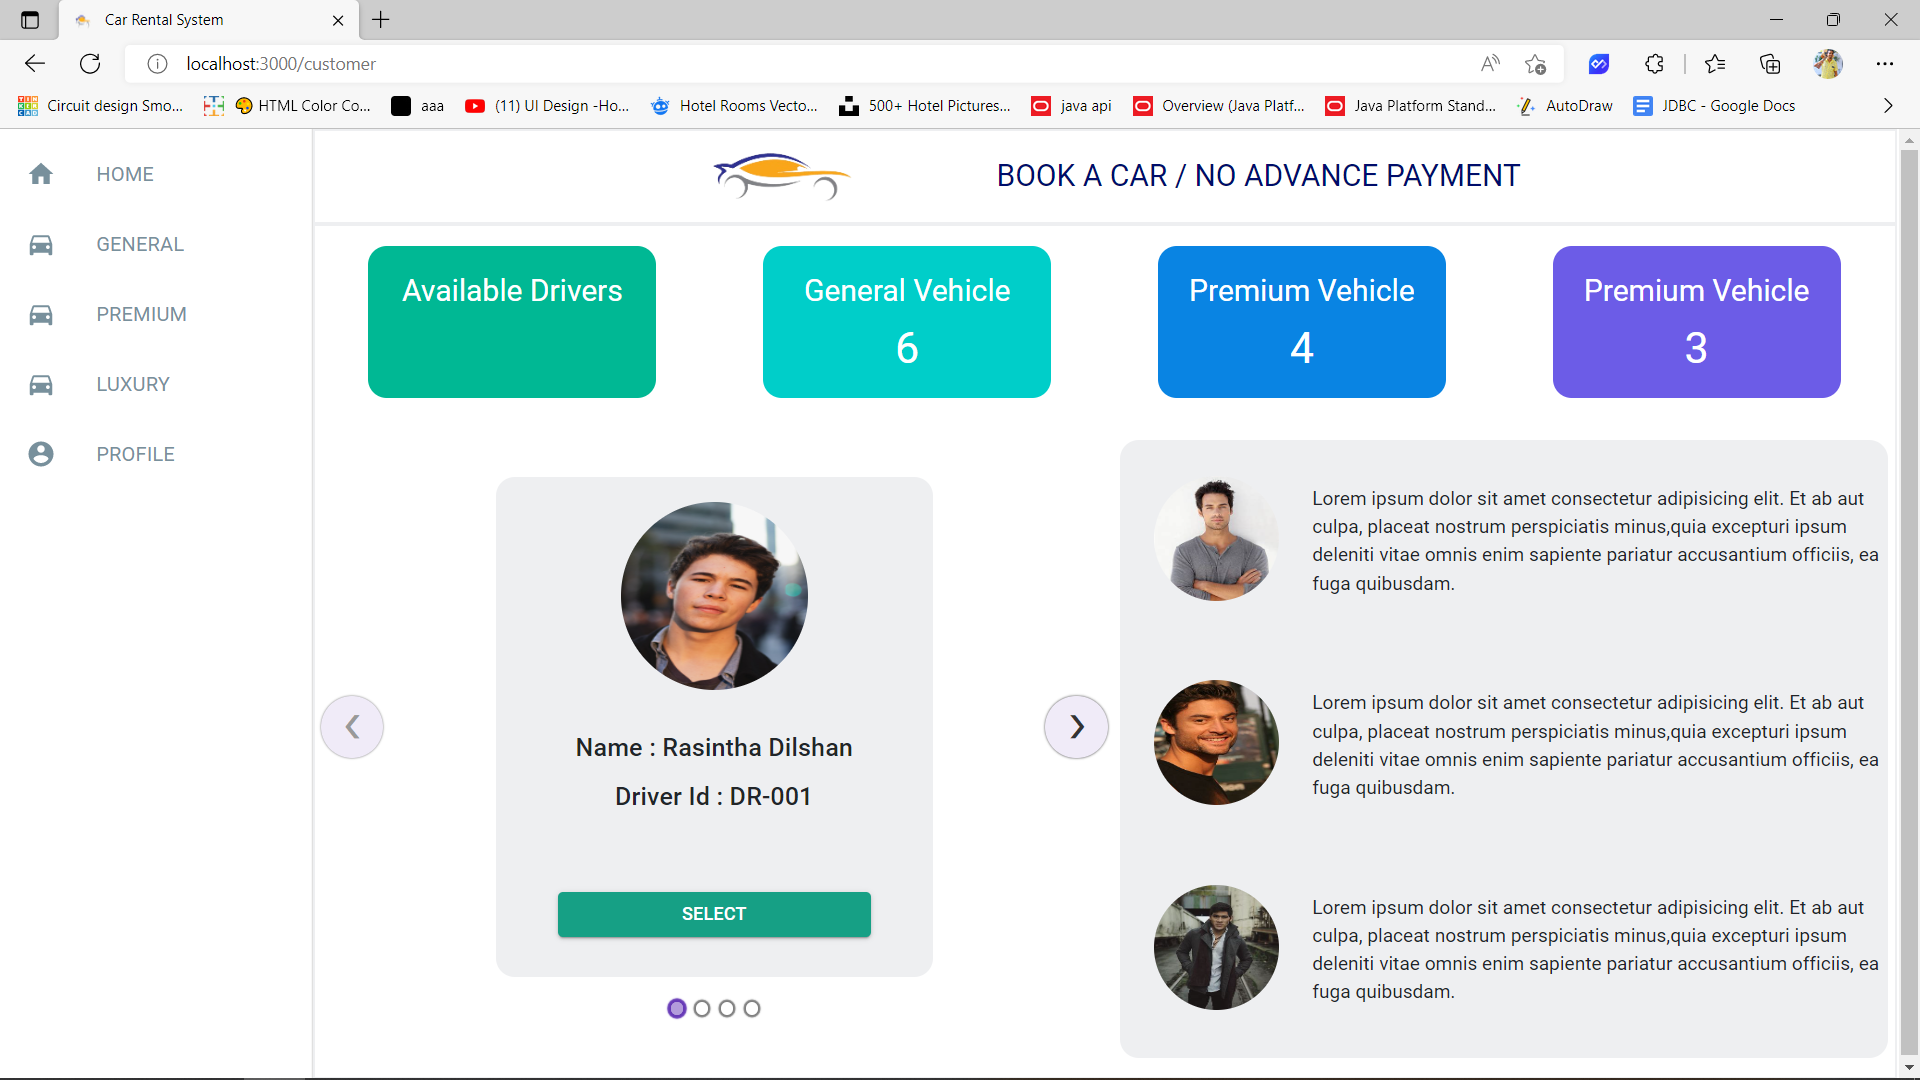 Car Rental System
localhost:3000/customer
Circuit design Smo...
HTML Color Co...
aaa
(11) UI Design -Ho...
Hotel Rooms Vecto...
500+ Hotel Pictures...
java api
Overview (Java Platf...
Java Platform Stand...
AutoDraw
JDBC - Google Docs
HOME
GENERAL
PREMIUM
LUXURY
PROFILE
BOOK A CAR / NO ADVANCE PAYMENT
Available Drivers
General Vehicle
6
Premium Vehicle
4
Premium Vehicle
3
Name : Rasintha Dilshan
Driver Id : DR-001
SELECT
Lorem ipsum dolor sit amet consectetur adipisicing elit. Et ab aut
culpa, placeat nostrum perspiciatis minus,quia excepturi ipsum
deleniti vitae omnis enim sapiente pariatur accusantium officiis, ea
fuga quibusdam.
Lorem ipsum dolor sit amet consectetur adipisicing elit. Et ab aut
culpa, placeat nostrum perspiciatis minus,quia excepturi ipsum
deleniti vitae omnis enim sapiente pariatur accusantium officiis, ea
fuga quibusdam.
Lorem ipsum dolor sit amet consectetur adipisicing elit. Et ab aut
culpa, placeat nostrum perspiciatis minus,quia excepturi ipsum
deleniti vitae omnis enim sapiente pariatur accusantium officiis, ea
fuga quibusdam.